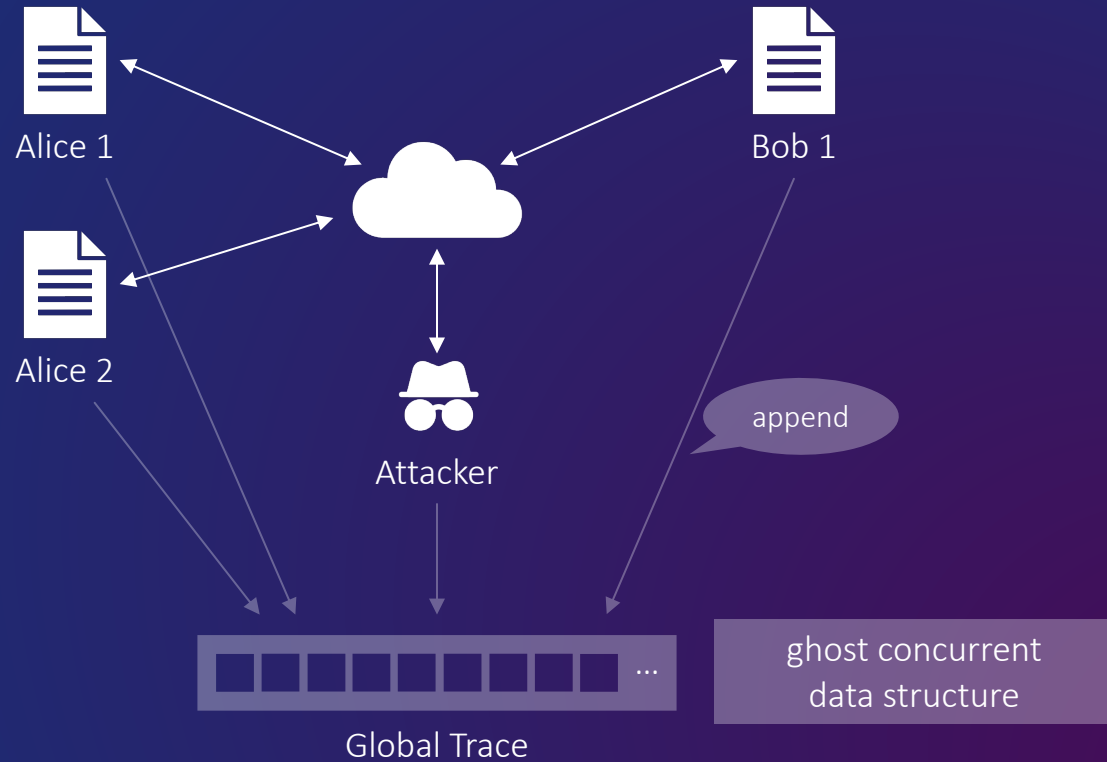 Alice 1
Bob 1
Alice 2
Attacker
append
...
ghost concurrent
data structure
Global Trace